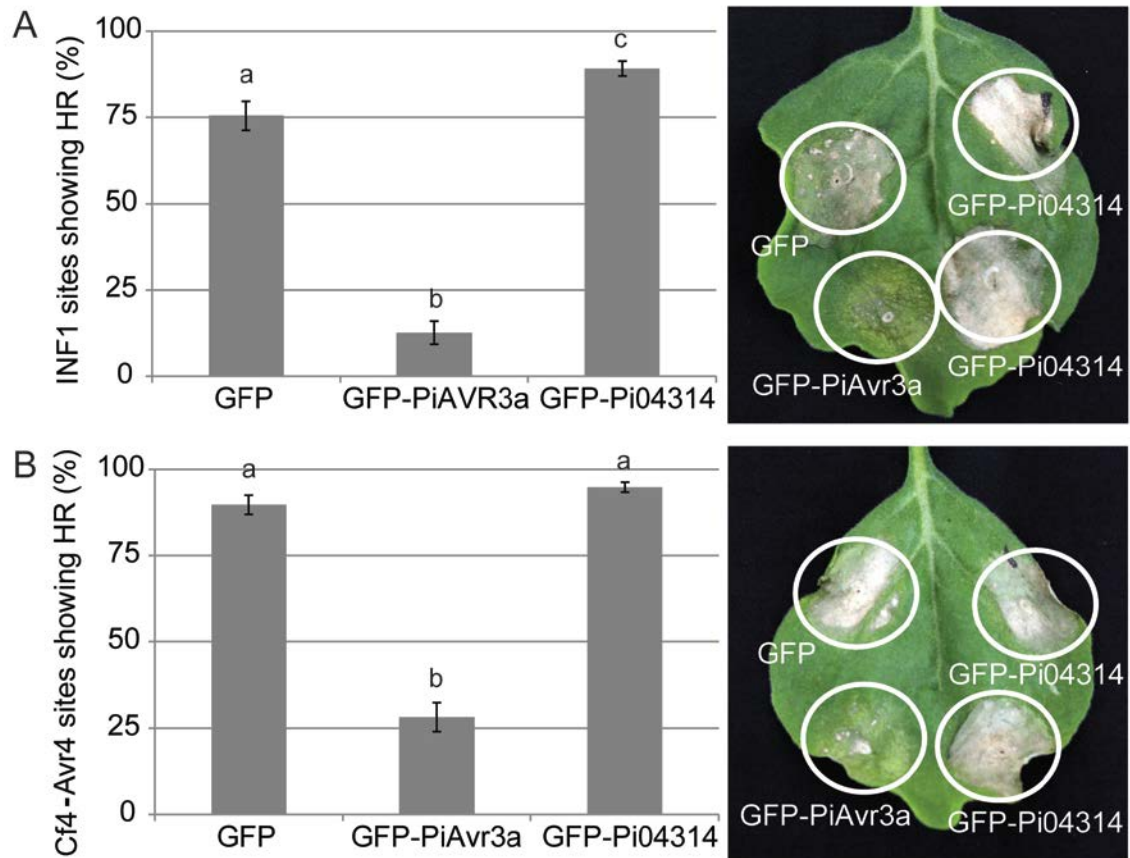 A
INF1 sites showing HR (%)
100
75
50
25
0
a
b
c
GFP
GFP-PiAVR3a
GFP-Pi04314
GFP-Pi04314
GFP
GFP-Pi04314
GFP-PiAvr3a
B
Cf4-Avr4 sites showing HR (%)
100
75
50
25
0
a
b
a
GFP
GFP-PiAvr3a
GFP-Pi04314
GFP
GFP-Pi04314
GFP-PiAvr3a
GFP-Pi04314